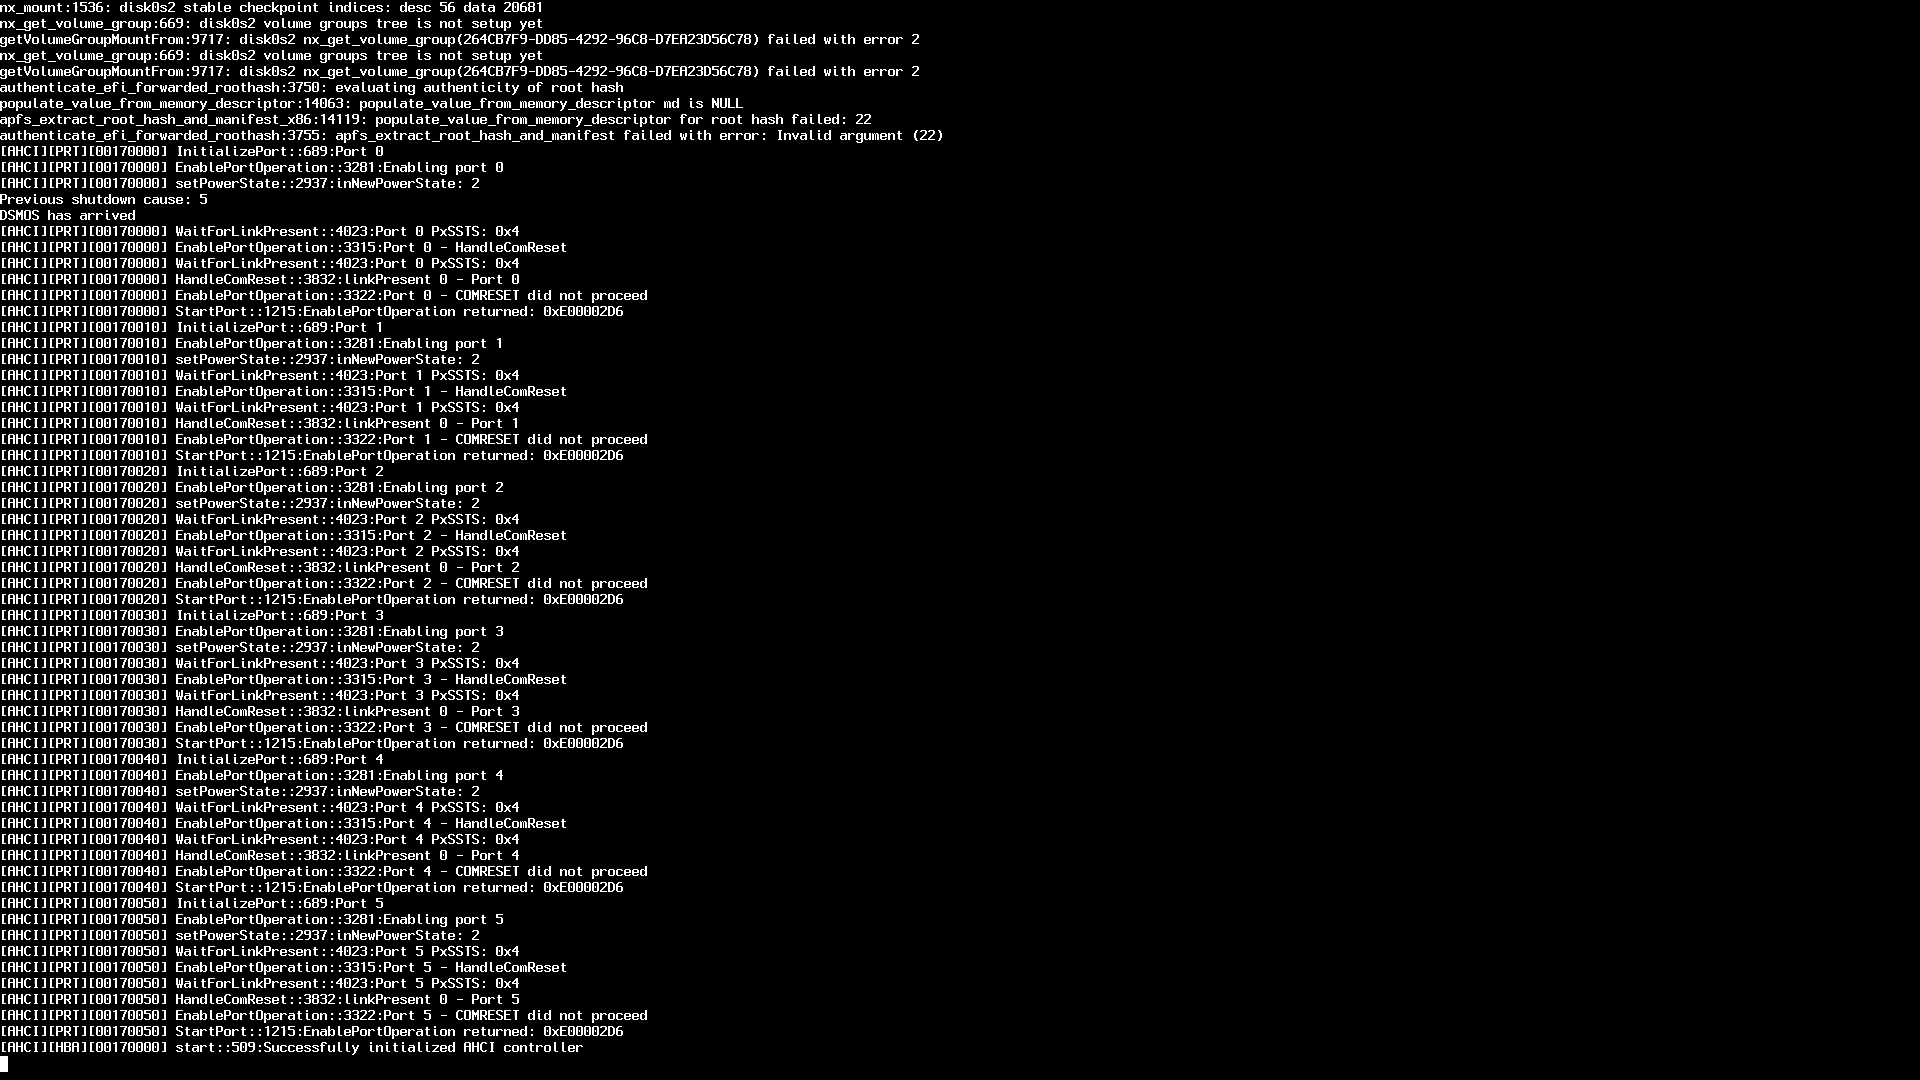 nx_mount:1536: disk0s2 stable checkpoint indices: desc 56 data 20681
nx_get_volume_group:669: disk0s2 volume groups tree is not setup yet
getVolumeGroupMountFrom:9717: disk0s2 nx_get_volume_group(264CB7F9-DD85-4292-96C8-D7EA23D56C78) failed with error 2
nx_get_volume_group:669: disk0s2 volume groups tree is not setup yet
getVolumeGroupMountFrom:9717: disk0s2 nx_get_volume_group(264CB7F9-DD85-4292-96C8-D7EA23D56C78) failed with error 2
authenticate_efi_forwarded_roothash:3750: evaluating authenticity of root hash
populate_value_from_memory_descriptor:14063: populate_value_from_memory_descriptor md is NULL
apfs_extract_root_hash_and_manifest_x86:14119: populate_value_from_memory_descriptor for root hash failed: 22
authenticate_efi_forwarded_roothash:3755: apfs_extract_root_hash_and_manifest failed with error: Invalid argument (22)
[AHCI][PRT][00170000] InitializePort::689:Port 0
[AHCI][PRT][00170000] EnablePortOperation::3281:Enabling port 0
[AHCI][PRT][00170000] setPowerState::2937:inNewPowerState: 2
Previous shutdown cause: 5
DSMOS has arrived
[AHCI][PRT][00170000] WaitForLinkPresent::4023:Port 0 PxSSTS: 0x4
[AHCI][PRT][00170000] EnablePortOperation::3315:Port 0 - HandleComReset
[AHCI][PRT][00170000] WaitForLinkPresent::4023:Port 0 PxSSTS: 0x4
[AHCI][PRT][00170000] HandleComReset::3832:linkPresent 0 - Port 0
[AHCI][PRT][00170000] EnablePortOperation::3322:Port 0 - COMRESET did not proceed
[AHCI][PRT][00170000] StartPort::1215:EnablePortOperation returned: 0xE00002D6
[AHCI][PRT][00170010] InitializePort::689:Port 1
[AHCI][PRT][00170010] EnablePortOperation::3281:Enabling port 1
[AHCI][PRT][00170010] setPowerState::2937:inNewPowerState: 2
[AHCI][PRT][00170010] WaitForLinkPresent::4023:Port 1 PxSSTS: 0x4
[AHCI][PRT][00170010] EnablePortOperation::3315:Port 1 - HandleComReset
[AHCI][PRT][00170010] WaitForLinkPresent::4023:Port 1 PxSSTS: 0x4
[AHCI][PRT][00170010] HandleComReset::3832:linkPresent 0 - Port 1
[AHCI][PRT][00170010] EnablePortOperation::3322:Port 1 - COMRESET did not proceed
[AHCI][PRT][00170010] StartPort::1215:EnablePortOperation returned: 0xE00002D6
[AHCI][PRT][00170020] InitializePort::689:Port 2
[AHCI][PRT][00170020] EnablePortOperation::3281:Enabling port 2
[AHCI][PRT][00170020] setPowerState::2937:inNewPowerState: 2
[AHCI][PRT][00170020] WaitForLinkPresent::4023:Port 2 PxSSTS: 0x4
[AHCI][PRT][00170020] EnablePortOperation::3315:Port 2 - HandleComReset
[AHCI][PRT][00170020] WaitForLinkPresent::4023:Port 2 PxSSTS: 0x4
[AHCI][PRT][00170020] HandleComReset::3832:linkPresent 0 - Port 2
[AHCI][PRT][00170020] EnablePortOperation::3322:Port 2 - COMRESET did not proceed
[AHCI][PRT][00170020] StartPort::1215:EnablePortOperation returned: 0xE00002D6
[AHCI][PRT][00170030] InitializePort::689:Port 3
[AHCI][PRT][00170030] EnablePortOperation::3281:Enabling port 3
[AHCI][PRT][00170030] setPowerState::2937:inNewPowerState: 2
[AHCI][PRT][00170030] WaitForLinkPresent::4023:Port 3 PxSSTS: 0x4
[AHCI][PRT][00170030] EnablePortOperation::3315:Port 3 - HandleComReset
[AHCI][PRT][00170030] WaitForLinkPresent::4023:Port 3 PxSSTS: 0x4
[AHCI][PRT][00170030] HandleComReset::3832:linkPresent 0 - Port 3
[AHCI][PRT][00170030] EnablePortOperation::3322:Port 3 - COMRESET did not proceed
[AHCI][PRT][00170030] StartPort::1215:EnablePortOperation returned: 0xE00002D6
[AHCI][PRT][00170040] InitializePort::689:Port 4
[AHCI][PRT][00170040] EnablePortOperation::3281:Enabling port 4
[AHCI][PRT][00170040] setPowerState::2937:inNewPowerState: 2
[AHCI][PRT][00170040] WaitForLinkPresent::4023:Port 4 PxSSTS: 0x4
[AHCI][PRT][00170040] EnablePortOperation::3315:Port 4 - HandleComReset
[AHCI][PRT][00170040] WaitForLinkPresent::4023:Port 4 PxSSTS: 0x4
[AHCI][PRT][00170040] HandleComReset::3832:linkPresent 0 - Port 4
[AHCI][PRT][00170040] EnablePortOperation::3322:Port 4 - COMRESET did not proceed
[AHCI][PRT][00170040] StartPort::1215:EnablePortOperation returned: 0xE00002D6
[AHCI][PRT][00170050] InitializePort::689:Port 5
[AHCI][PRT][00170050] EnablePortOperation::3281:Enabling port 5
[AHCI][PRT][00170050] setPowerState::2937:inNewPowerState: 2
[AHCI][PRT][00170050] WaitForLinkPresent::4023:Port 5 PxSSTS: 0x4
[AHCI][PRT][00170050] EnablePortOperation::3315:Port 5 - HandleComReset
[AHCI][PRT][00170050] WaitForLinkPresent::4023:Port 5 PxSSTS: 0x4
[AHCI][PRT][00170050] HandleComReset::3832:linkPresent 0 - Port 5
[AHCI][PRT][00170050] EnablePortOperation::3322:Port 5 - COMRESET did not proceed
[AHCI][PRT][00170050] StartPort::1215:EnablePortOperation returned: 0xE00002D6
[AHCI][HBA][00170000] start::509:Successfully initialized AHCI controller